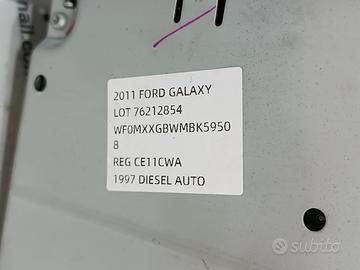 2011 FORD GALAXY
LOT 76212854
WF0MXXGBWMBK5950
8
REG CE11CWA
1997 DIESEL AUTO
subito